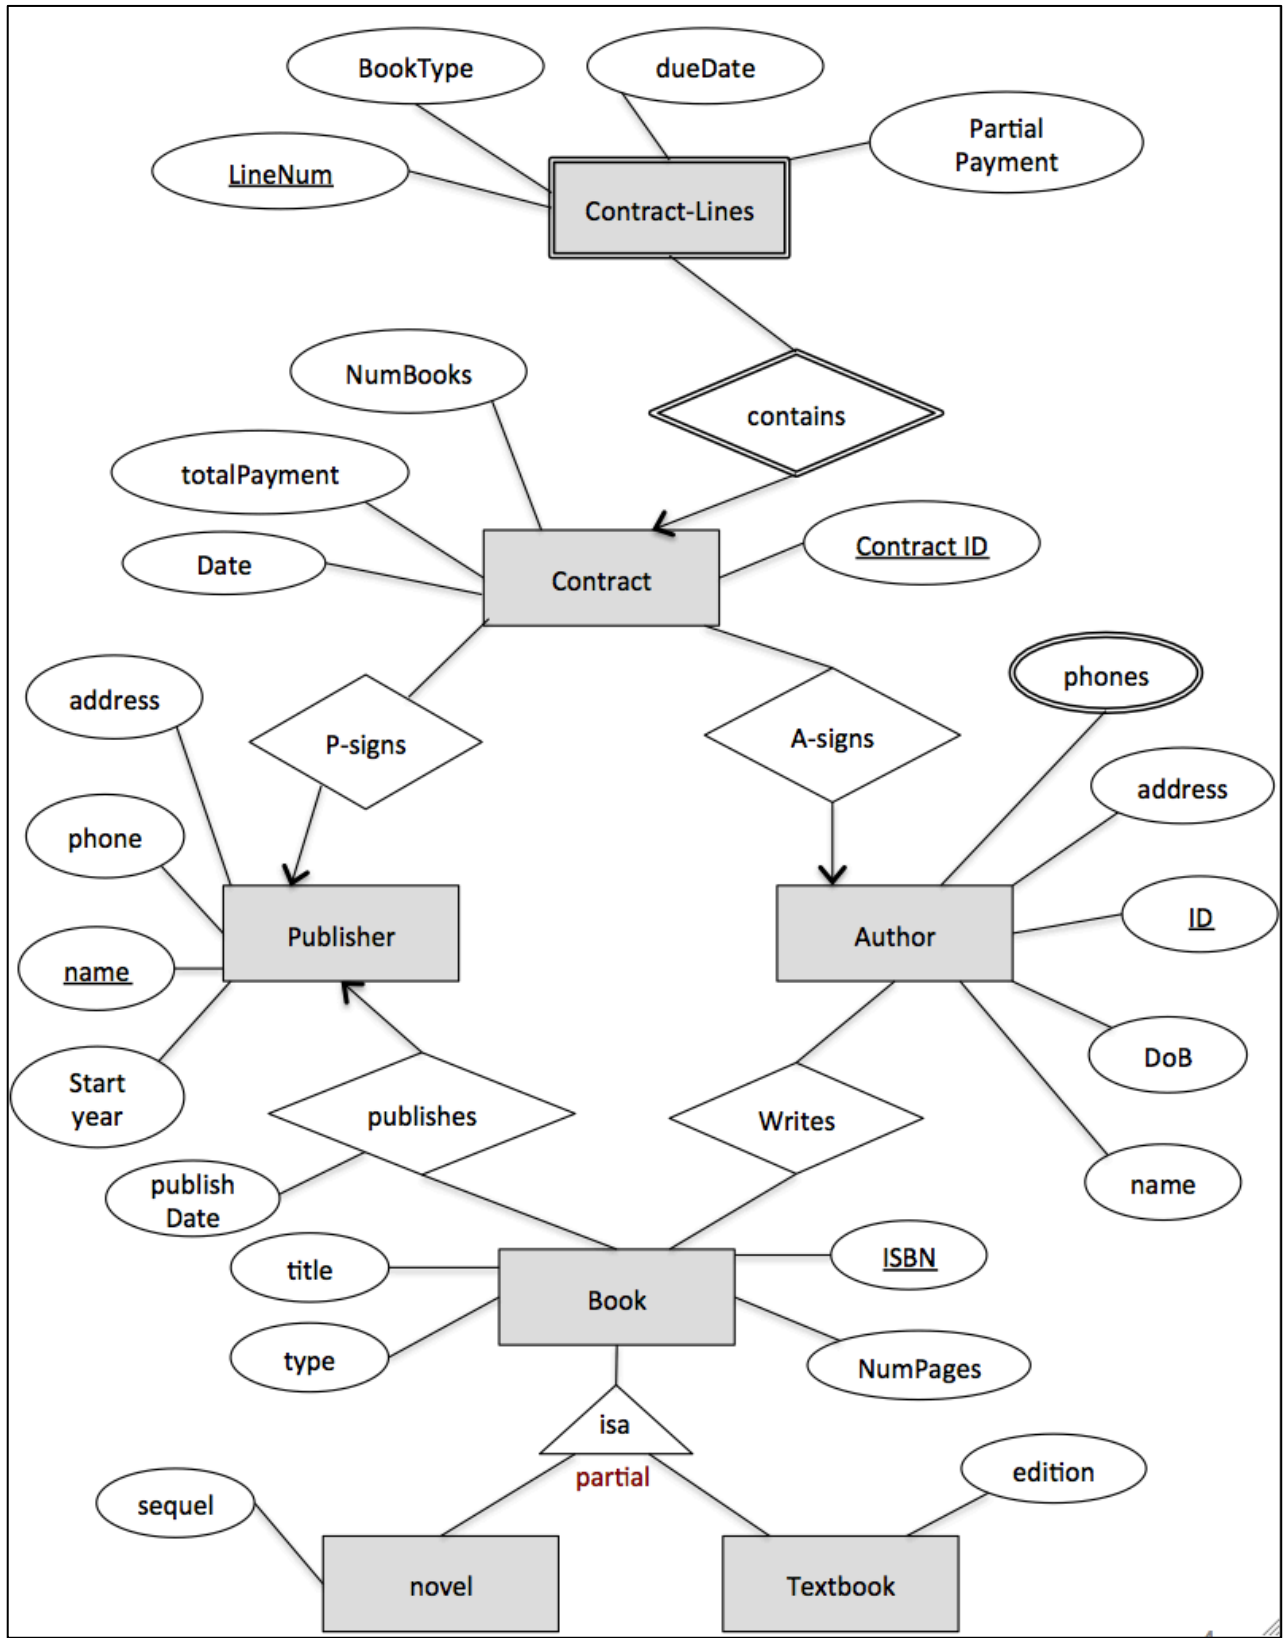 BookType
dueDate
Partial
Payment
LineNum
Contract-Lines
NumBooks
contains
totalPayment
Contract ID
Date
Contract
phones
address
P-signs
A-signs
address
phone
ID
Publisher
Author
name
DoB
Start
year
publishes
Writes
name
publish
Date
title
ISBN
Book
type
NumPages
isa
partial
edition
sequel
novel
Textbook